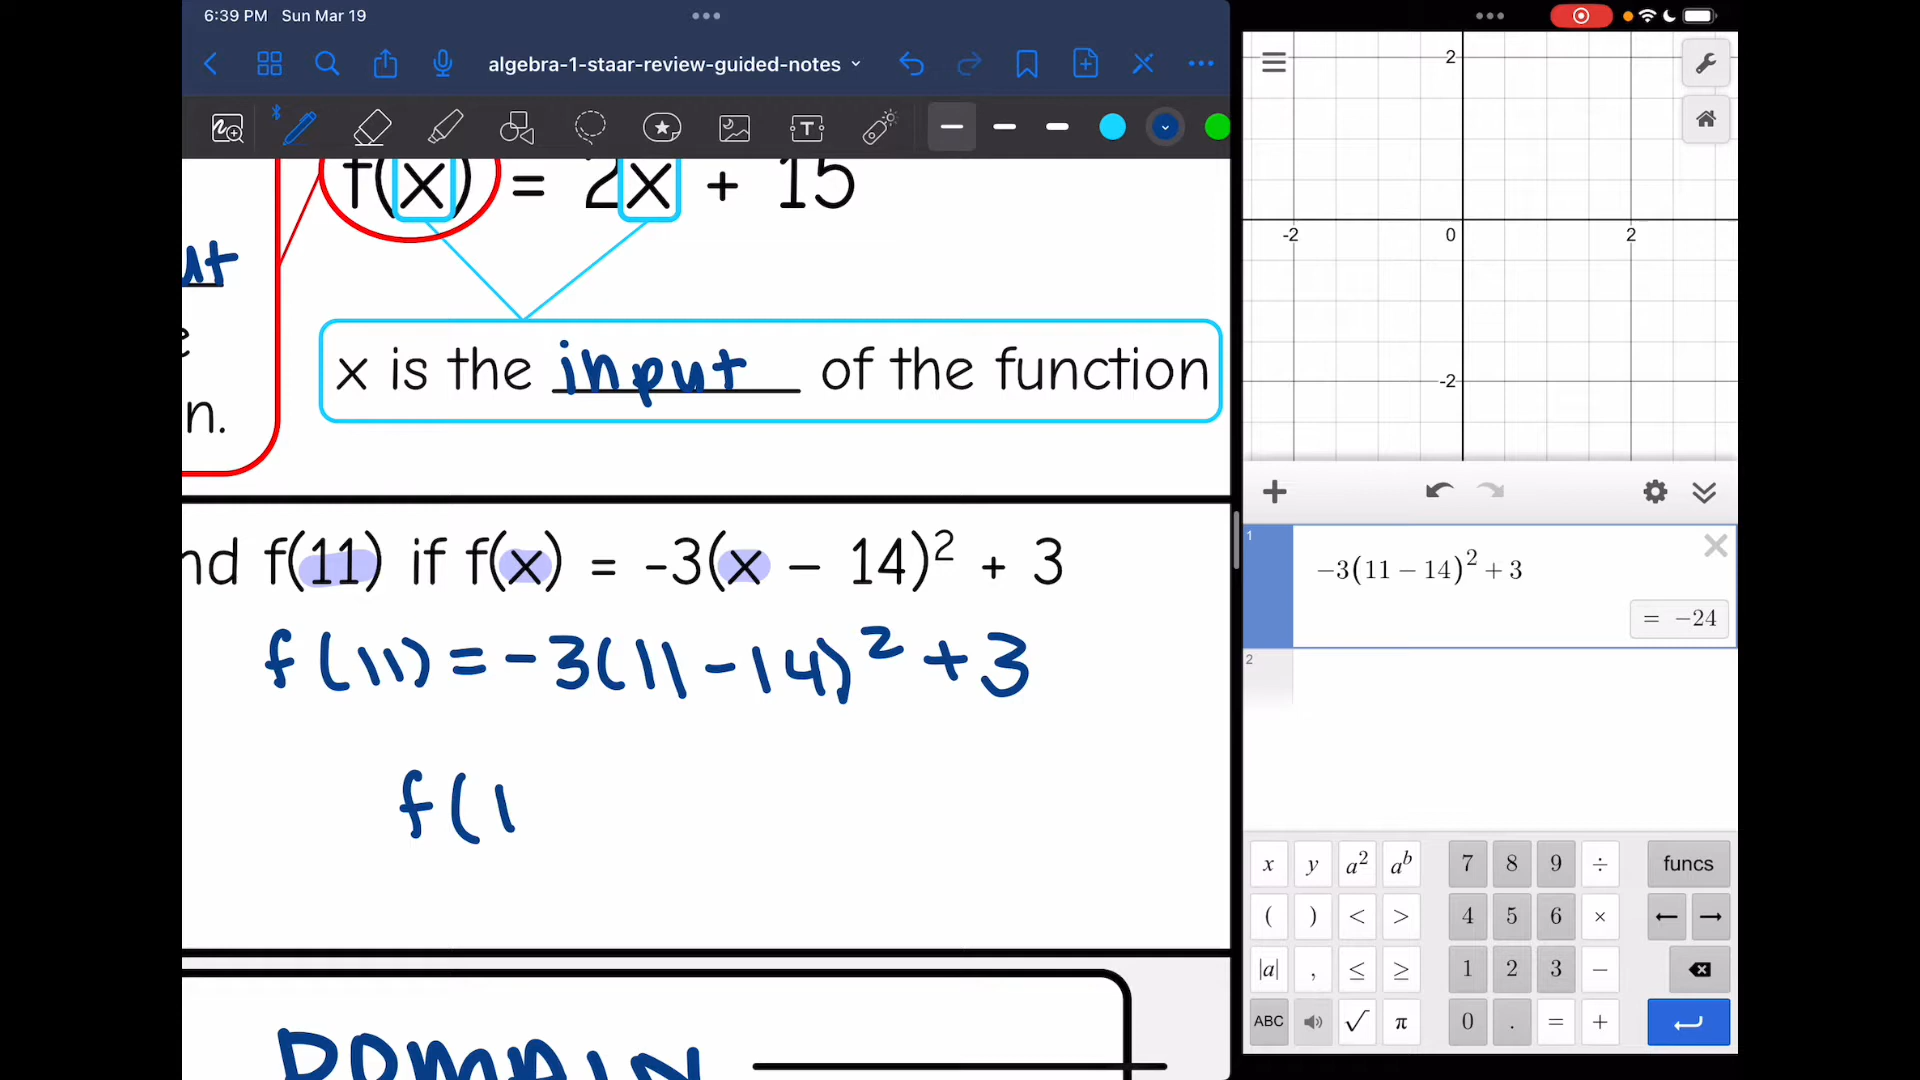 6:39 PM Sun Mar 19
algebra-1-staar-review-guided-notes
f(x) = 2x + 15
x is the input of the function
n.
nd f(11) if f(x) = -3(x - 14)² + 3
f(11) = -3(11-14)² + 3
f(1
DOMAIN
2
-2 0 2
-2
1
−3(11 − 14)² + 3
= −24
2
x y a² aᵇ 7 8 9 ÷ funcs
( ) < > 4 5 6 × ← →
|a| , ≤ ≥ 1 2 3 −
ABC √ π 0 . = +